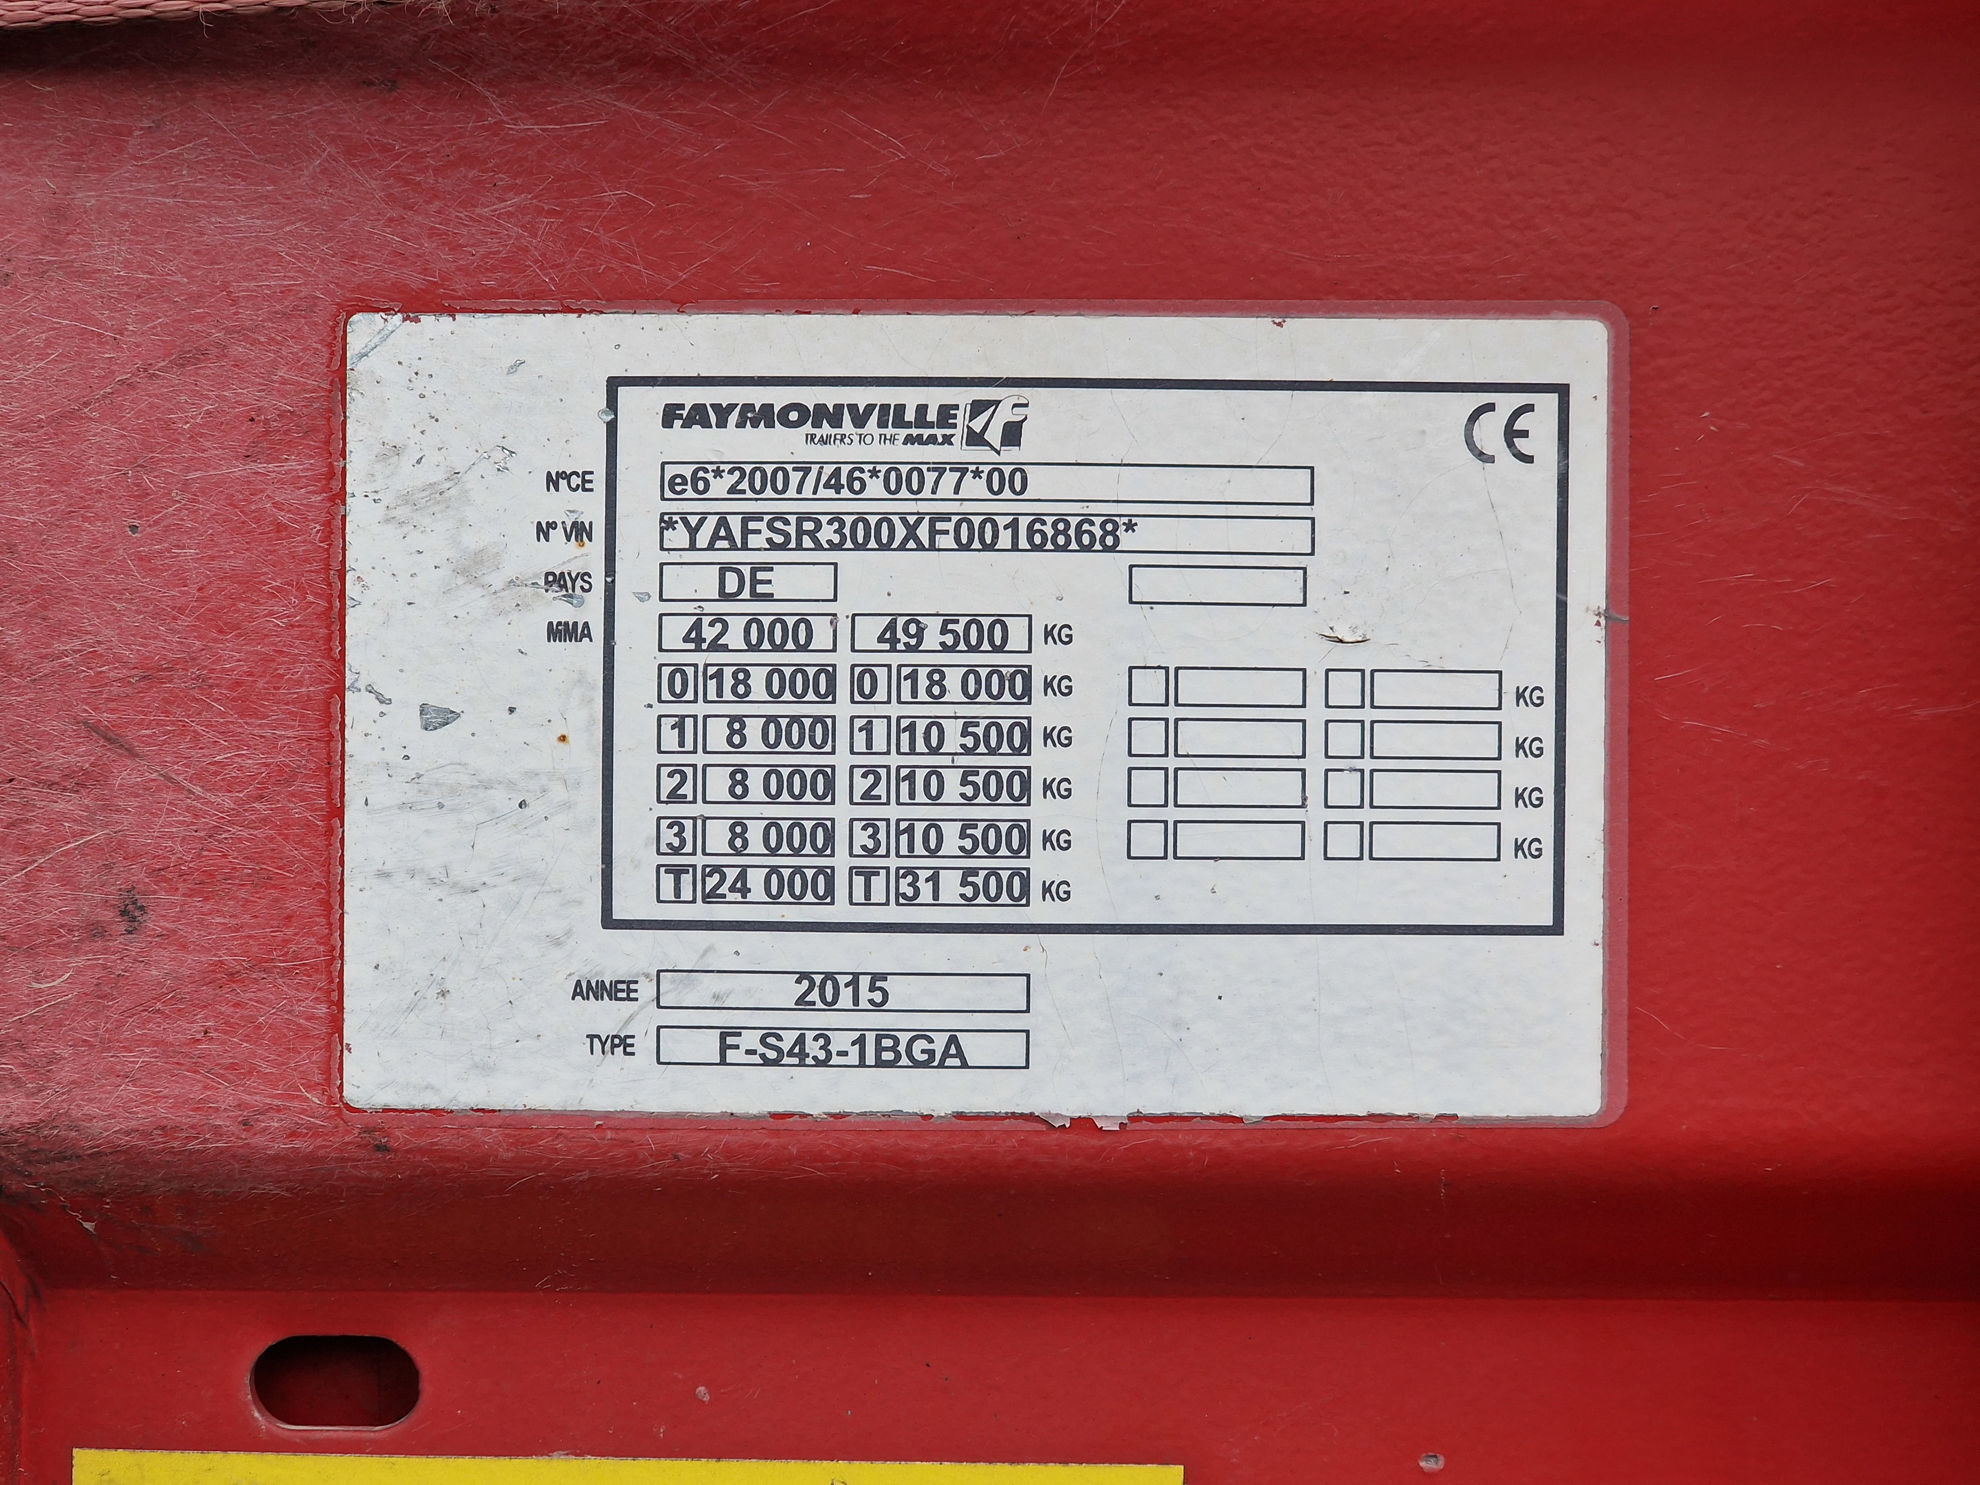 FAYMONVILLE
TRAILERS TO THE MAX
CE
N°CE e6*2007/46*0077*00
N° VIN *YAFSR300XF0016868*
PAYS DE
MMA 42 000 49 500 KG
0 18 000 0 18 000 KG KG
1 8 000 1 10 500 KG KG
2 8 000 2 10 500 KG KG
3 8 000 3 10 500 KG KG
T 24 000 T 31 500 KG
ANNEE 2015
TYPE F-S43-1BGA